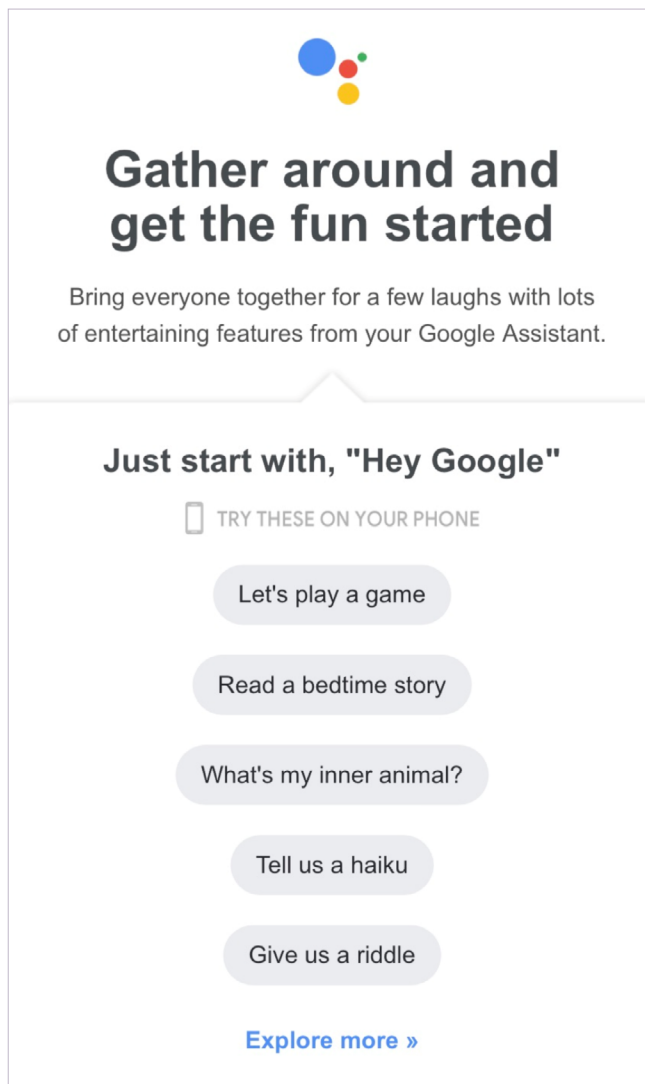 Gather around and
get the fun started
Bring everyone together for a few laughs with lots
of entertaining features from your Google Assistant.
Just start with, "Hey Google"
TRY THESE ON YOUR PHONE
Let's play a game
Read a bedtime story
What's my inner animal?
Tell us a haiku
Give us a riddle
Explore more »